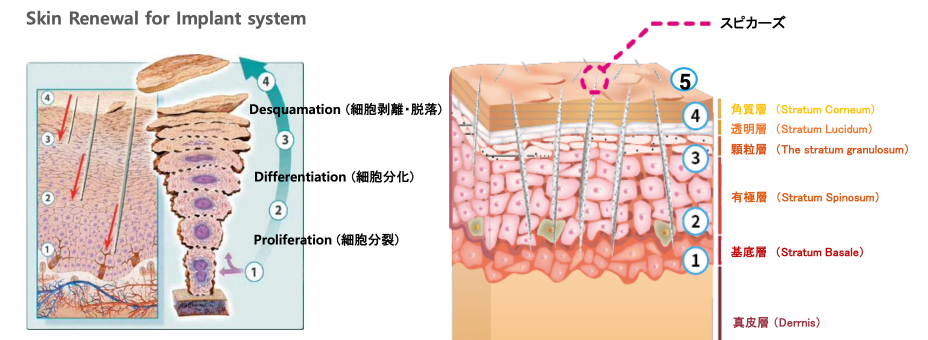 Skin Renewal for Implant system
スピカーズ
4
3
2
1
4
Desquamation (細胞剥離・脱落)
3
Differentiation (細胞分化)
2
Proliferation (細胞分裂)
1
5
4
3
2
1
角質層 (Stratum Corneum)
透明層 (Stratum Lucidum)
顆粒層 (The stratum granulosum)
有極層 (Stratum Spinosum)
基底層 (Stratum Basale)
真皮層 (Derrnis)